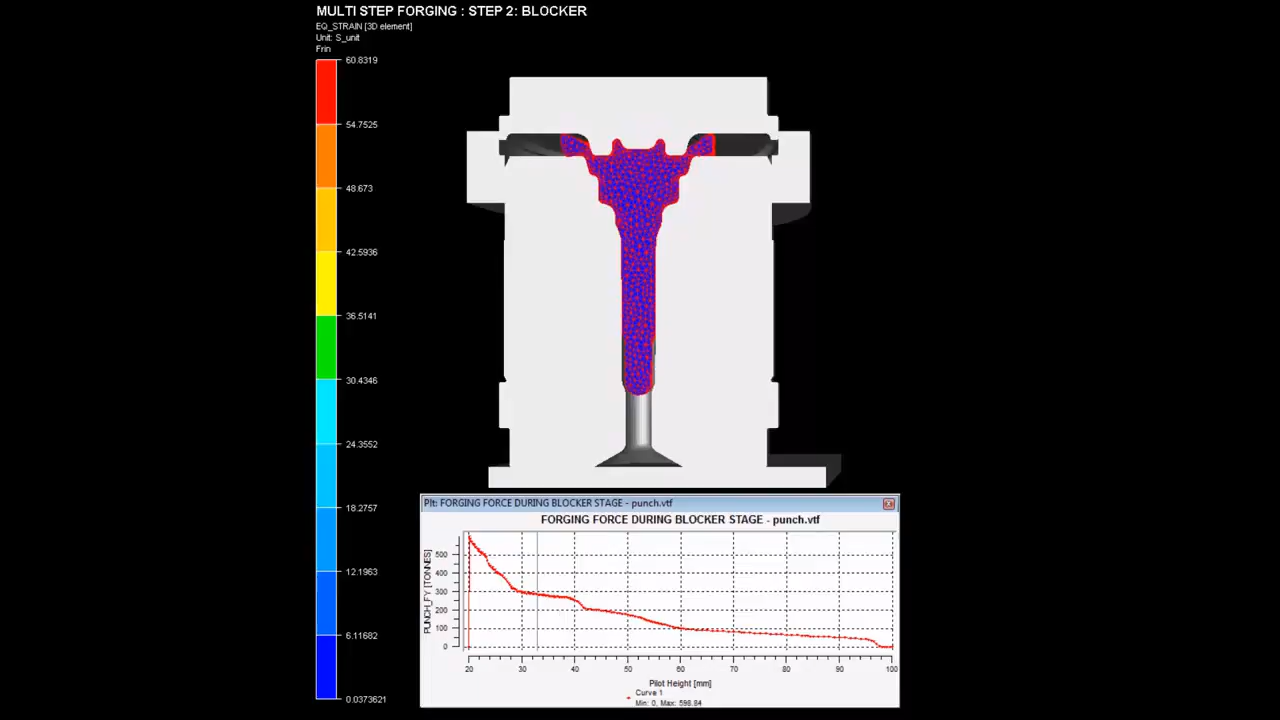 MULTI STEP FORGING : STEP 2: BLOCKER
EQ_STRAIN [3D element]
Unit: S_unit
Frin
60.8319
54.7525
48.673
42.5936
36.5141
30.4346
24.3552
18.2757
12.1963
6.11682
0.0373621
Plt: FORGING FORCE DURING BLOCKER STAGE - punch.vtf
FORGING FORCE DURING BLOCKER STAGE - punch.vtf
PUNCH_FY [TONNES]
500
400
300
200
100
0
20 30 40 50 60 70 80 90 100
Pilot Height [mm]
Curve 1
Min: 0, Max: 598.84